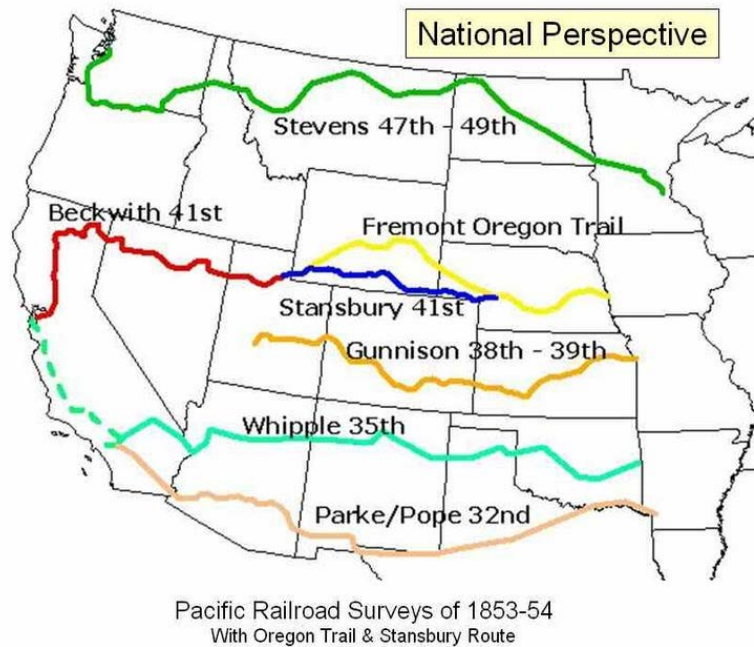 National Perspective
Stevens 47th - 49th
Beckwith 41st
Fremont Oregon Trail
Stansbury 41st
Gunnison 38th - 39th
Whipple 35th
Parke/Pope 32nd
Pacific Railroad Surveys of 1853-54
With Oregon Trail & Stansbury Route